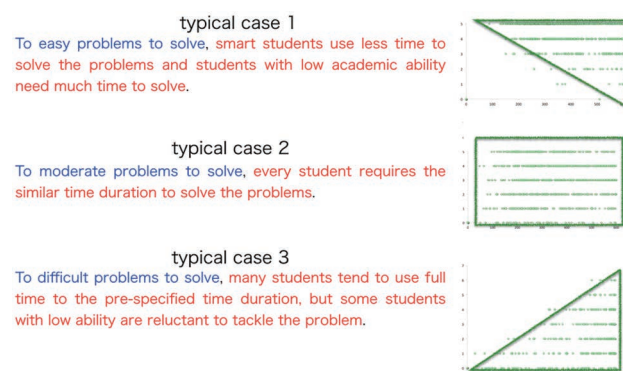 typical case 1
To easy problems to solve, smart students use less time to
solve the problems and students with low academic ability
need much time to solve.
typical case 2
To moderate problems to solve, every student requires the
similar time duration to solve the problems.
typical case 3
To difficult problems to solve, many students tend to use full
time to the pre-specified time duration, but some students
with low ability are reluctant to tackle the problem.